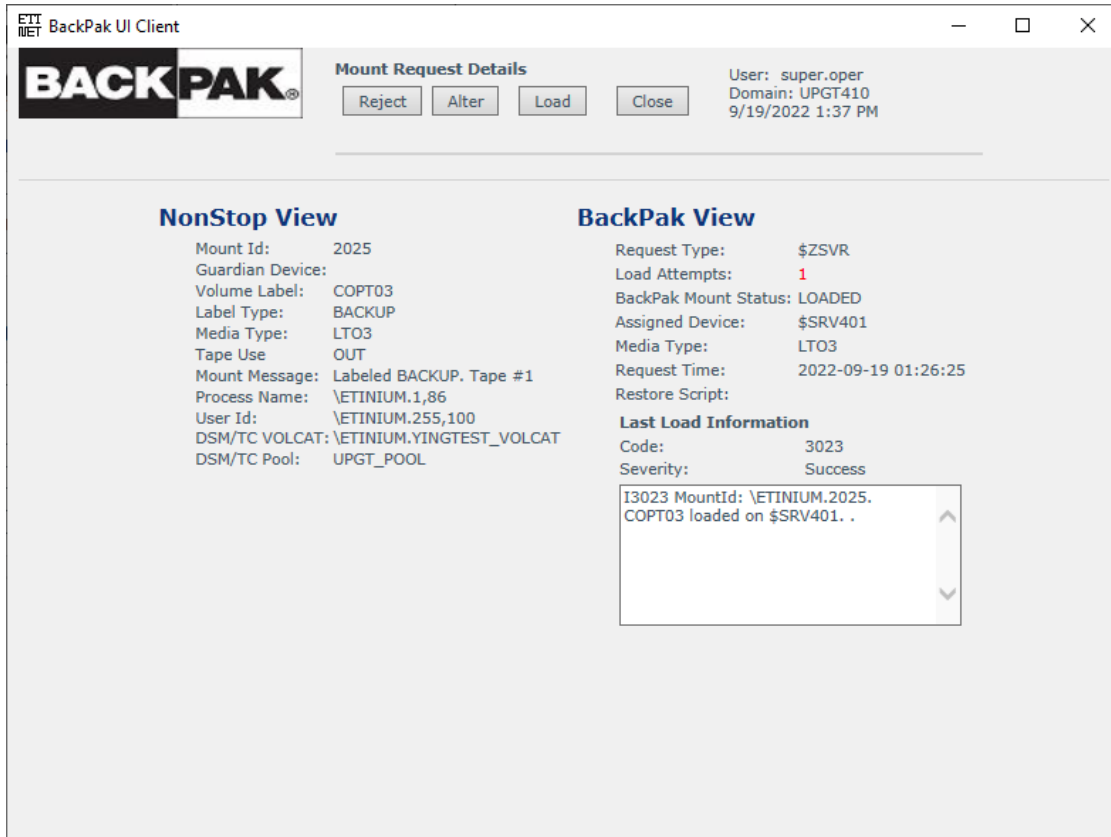 ETI NET BackPak UI Client
BACKPAK®
Mount Request Details
Reject Alter Load Close
User: super.oper
Domain: UPGT410
9/19/2022 1:37 PM
NonStop View
Mount Id: 2025
Guardian Device:
Volume Label: COPT03
Label Type: BACKUP
Media Type: LTO3
Tape Use OUT
Mount Message: Labeled BACKUP. Tape #1
Process Name: \ETINIUM.1,86
User Id: \ETINIUM.255,100
DSM/TC VOLCAT: \ETINIUM.YINGTEST_VOLCAT
DSM/TC Pool: UPGT_POOL
BackPak View
Request Type: $ZSVR
Load Attempts: 1
BackPak Mount Status: LOADED
Assigned Device: $SRV401
Media Type: LTO3
Request Time: 2022-09-19 01:26:25
Restore Script:
Last Load Information
Code: 3023
Severity: Success
I3023 MountId: \ETINIUM.2025.
COPT03 loaded on $SRV401. .